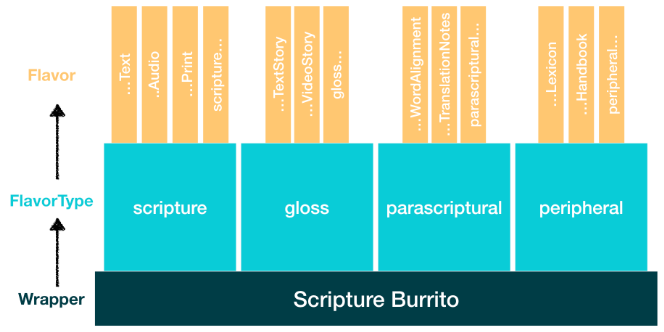 Flavor
...Text
..Audio
...Print
scripture...
...TextStory
...VideoStory
gloss...
...WordAlignment
...TranslationNotes
parascriptural...
...Lexicon
...Handbook
peripheral...
FlavorType
scripture
gloss
parascriptural
peripheral
Wrapper
Scripture Burrito